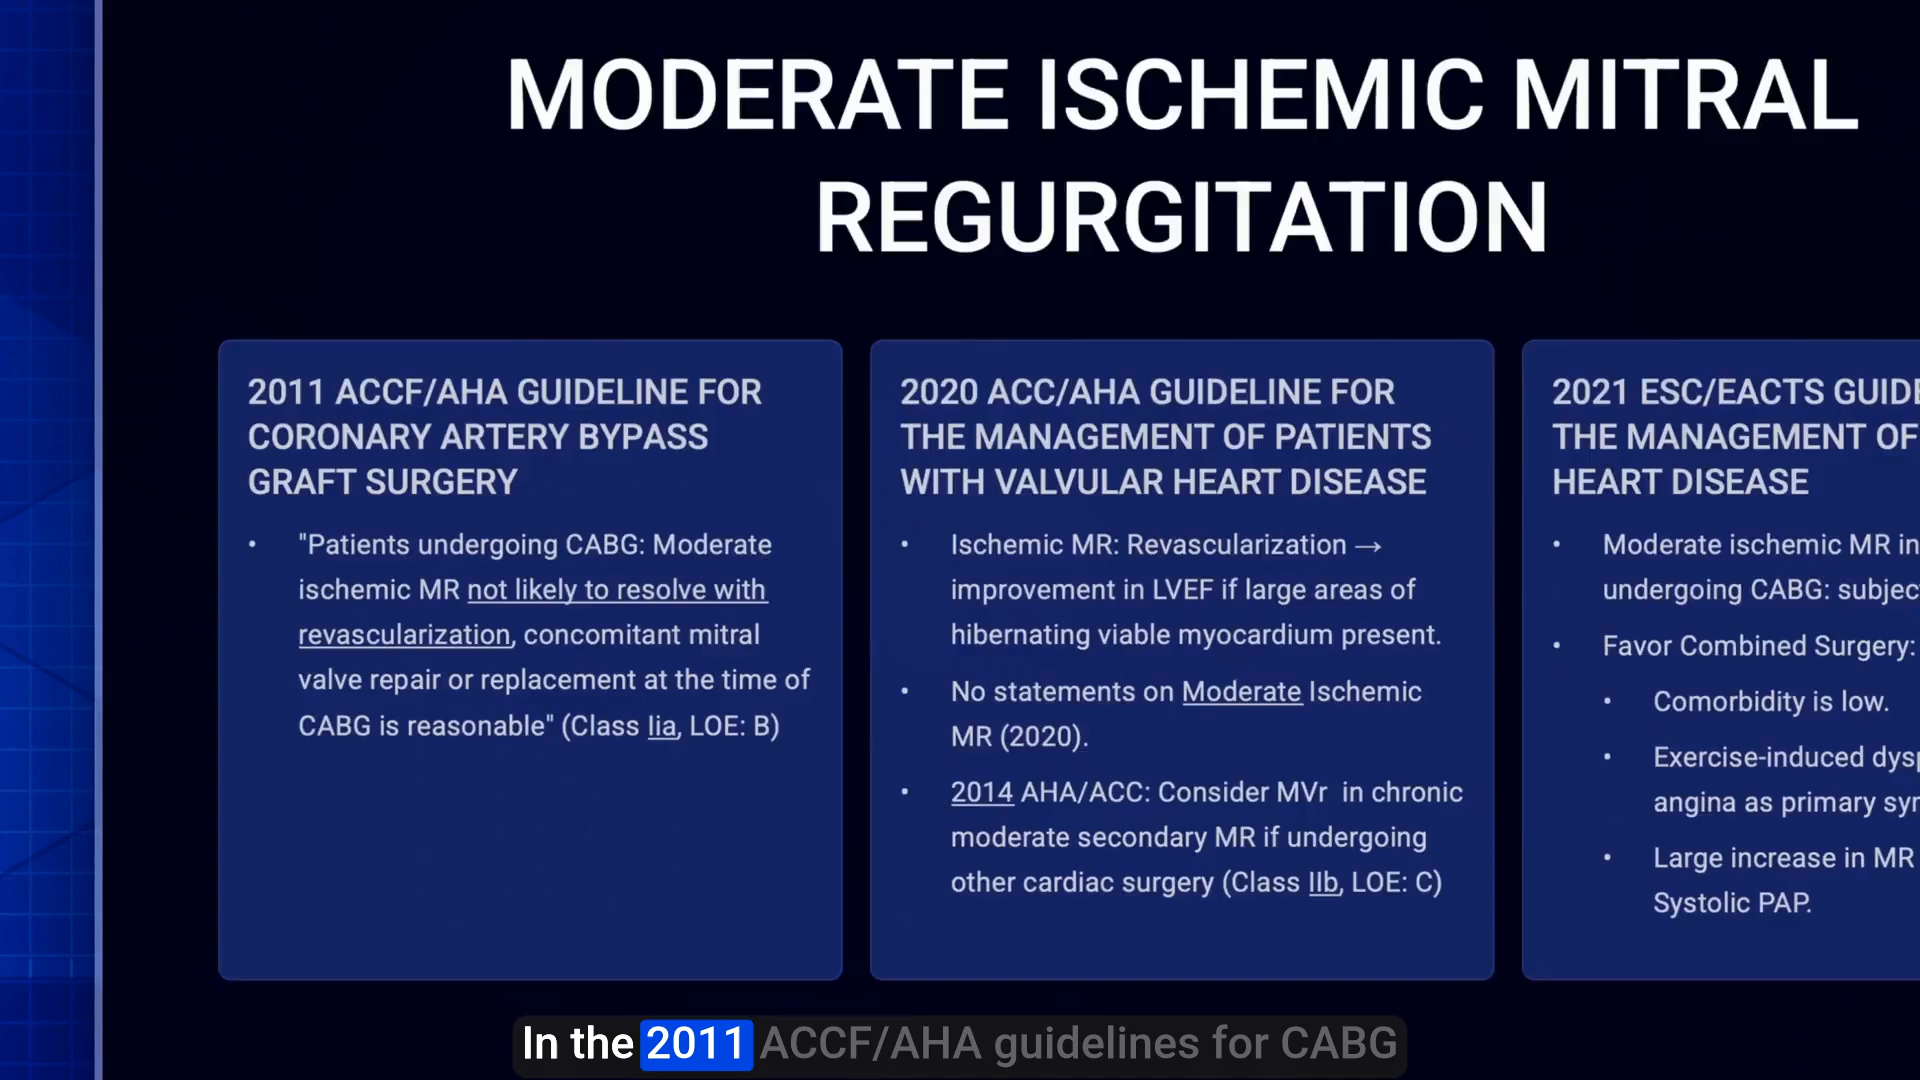 MODERATE ISCHEMIC MITRAL
REGURGITATION
2011 ACCF/AHA GUIDELINE FOR
CORONARY ARTERY BYPASS
GRAFT SURGERY
• "Patients undergoing CABG: Moderate
ischemic MR not likely to resolve with
revascularization, concomitant mitral
valve repair or replacement at the time of
CABG is reasonable" (Class Iia, LOE: B)
2020 ACC/AHA GUIDELINE FOR
THE MANAGEMENT OF PATIENTS
WITH VALVULAR HEART DISEASE
• Ischemic MR: Revascularization →
improvement in LVEF if large areas of
hibernating viable myocardium present.
• No statements on Moderate Ischemic
MR (2020).
• 2014 AHA/ACC: Consider MVr in chronic
moderate secondary MR if undergoing
other cardiac surgery (Class IIb, LOE: C)
2021 ESC/EACTS
THE MANAGEMENT OF
HEART DISEASE
• Moderate ischemic MR in
undergoing CABG:
• Favor Combined Surgery:
• Comorbidity is low.
• Exercise-induced
angina as primary
• Large increase in MR
Systolic PAP.
In the 2011 ACCF/AHA guidelines for CABG